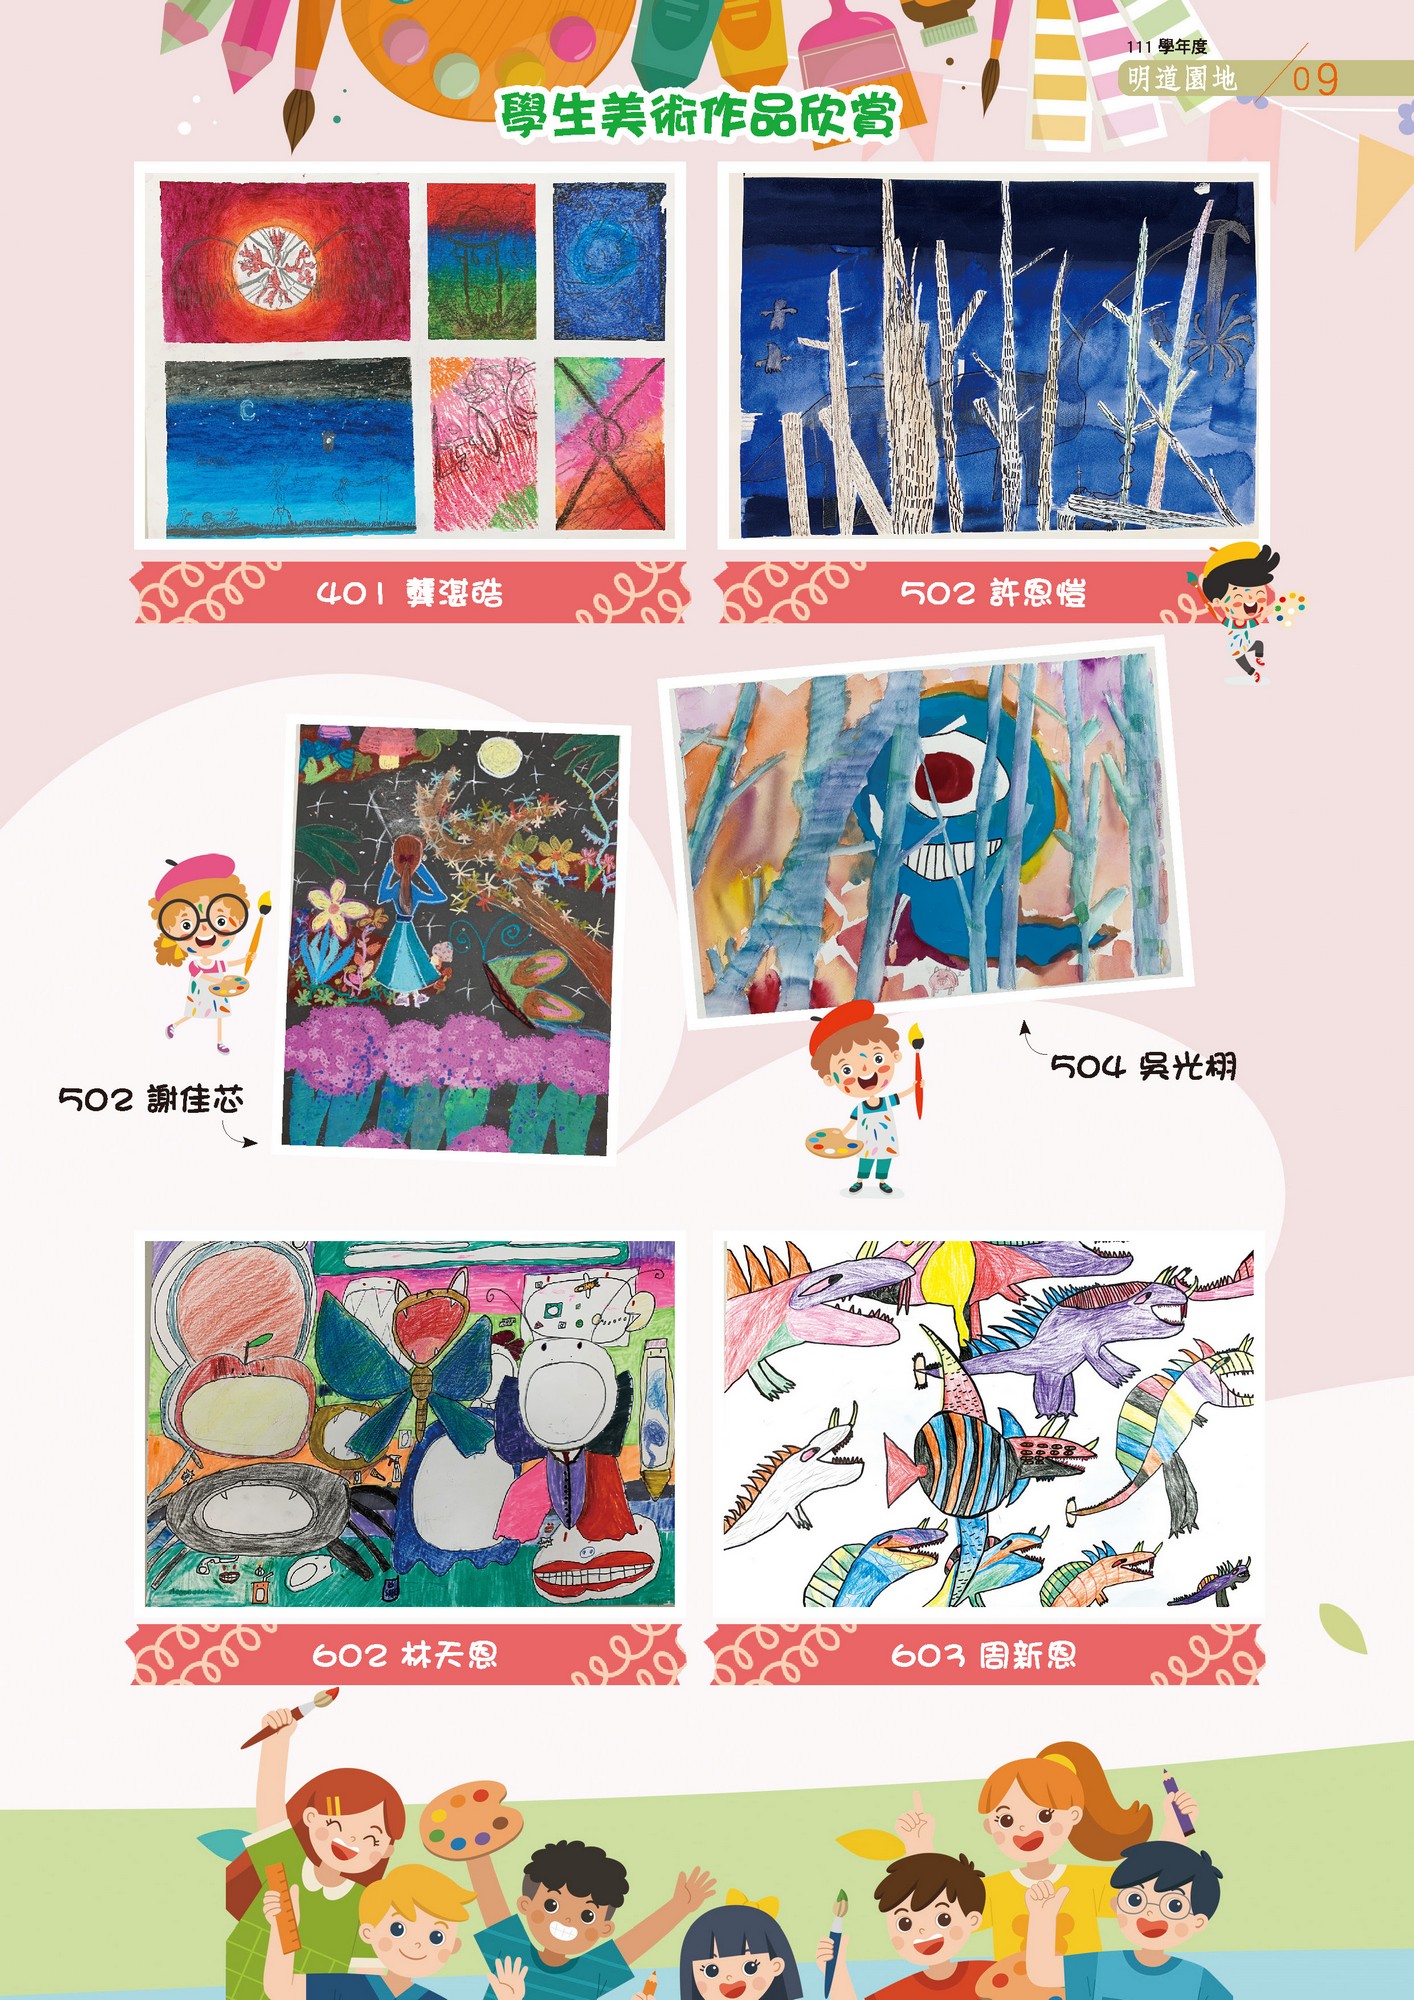 111 學年度
明道園地
09
學生美術作品欣賞
401 龔湛皓
502 許恩愷
502 謝佳芯
504 吳光栩
602 林天恩
603 周新恩